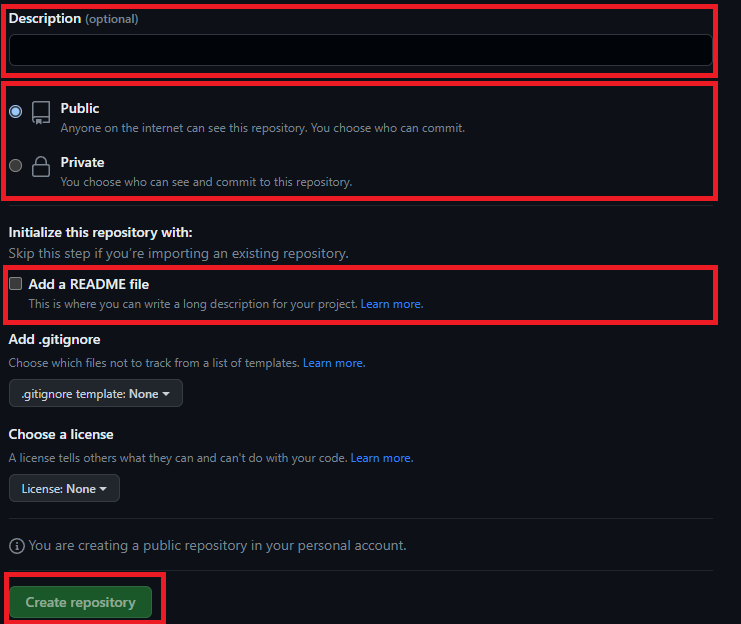 Description (optional)
Public
Anyone on the internet can see this repository. You choose who can commit.
Private
You choose who can see and commit to this repository.
Initialize this repository with:
Skip this step if you’re importing an existing repository.
Add a README file
This is where you can write a long description for your project. Learn more.
Add .gitignore
Choose which files not to track from a list of templates. Learn more.
.gitignore template: None
Choose a license
A license tells others what they can and can't do with your code. Learn more.
License: None
You are creating a public repository in your personal account.
Create repository